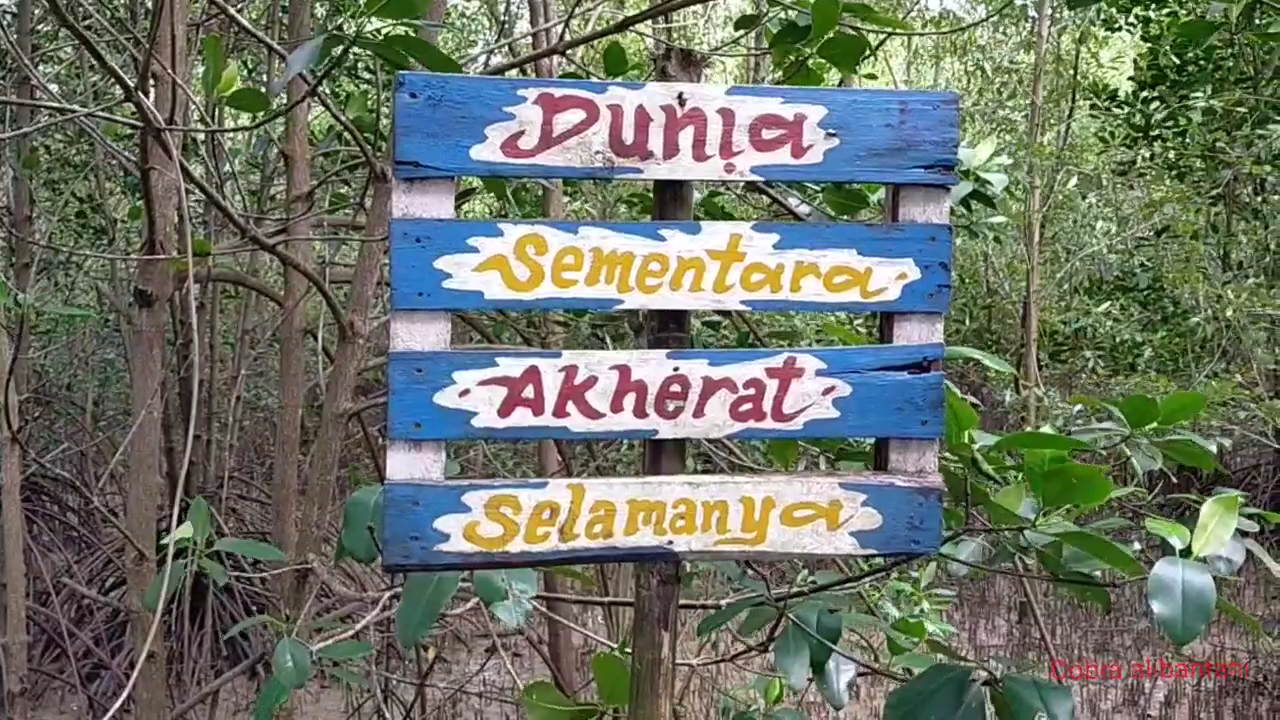 Dunia
Sementara
Akherat
Selamanya
Cobra al-bantani